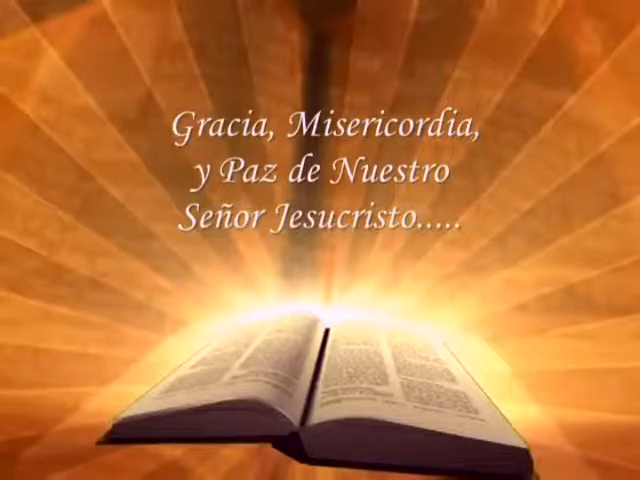 Gracia, Misericordia,
y Paz de Nuestro
Señor Jesucristo.....